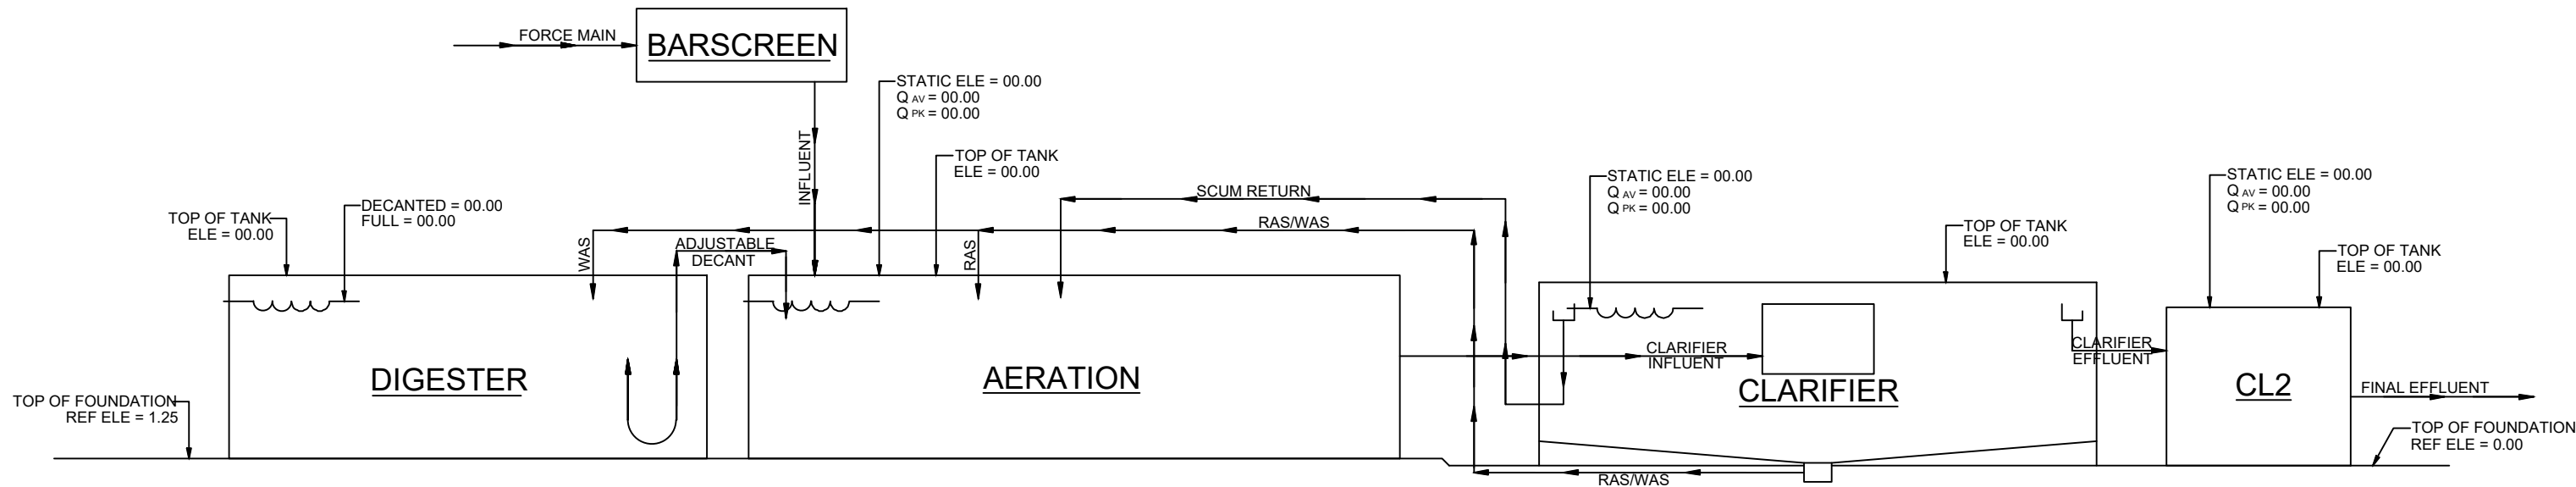 FORCE MAIN
BARSCREEN
STATIC ELE = 00.00
Q AV = 00.00
Q PK = 00.00
INFLUENT
TOP OF TANK
ELE = 00.00
SCUM RETURN
STATIC ELE = 00.00
Q AV = 00.00
Q PK = 00.00
STATIC ELE = 00.00
Q AV = 00.00
Q PK = 00.00
TOP OF TANK
ELE = 00.00
DECANTED = 00.00
FULL = 00.00
WAS
ADJUSTABLE
DECANT
RAS
RAS/WAS
TOP OF TANK
ELE = 00.00
TOP OF TANK
ELE = 00.00
DIGESTER
AERATION
CLARIFIER
INFLUENT
CLARIFIER
CLARIFIER
EFFLUENT
CL2
FINAL EFFLUENT
TOP OF FOUNDATION
REF ELE = 1.25
TOP OF FOUNDATION
REF ELE = 0.00
RAS/WAS